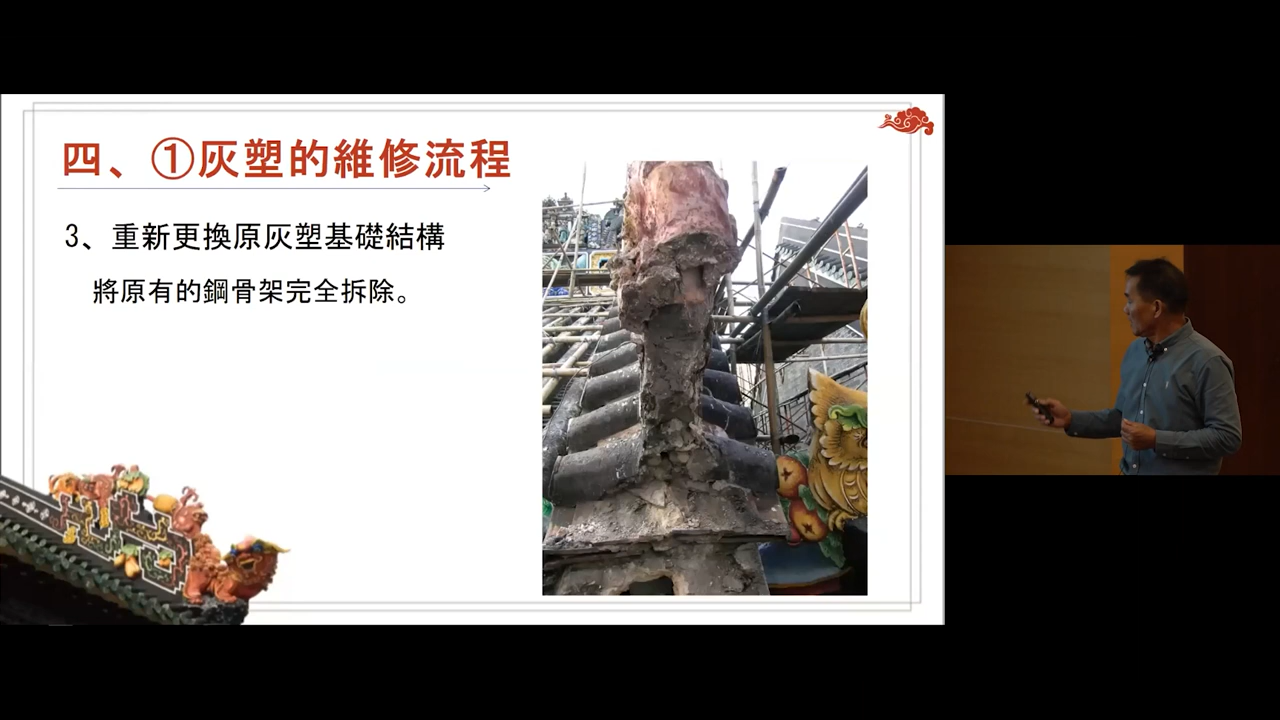 四、①灰塑的維修流程
3、重新更換原灰塑基礎結構
將原有的鋼骨架完全拆除。